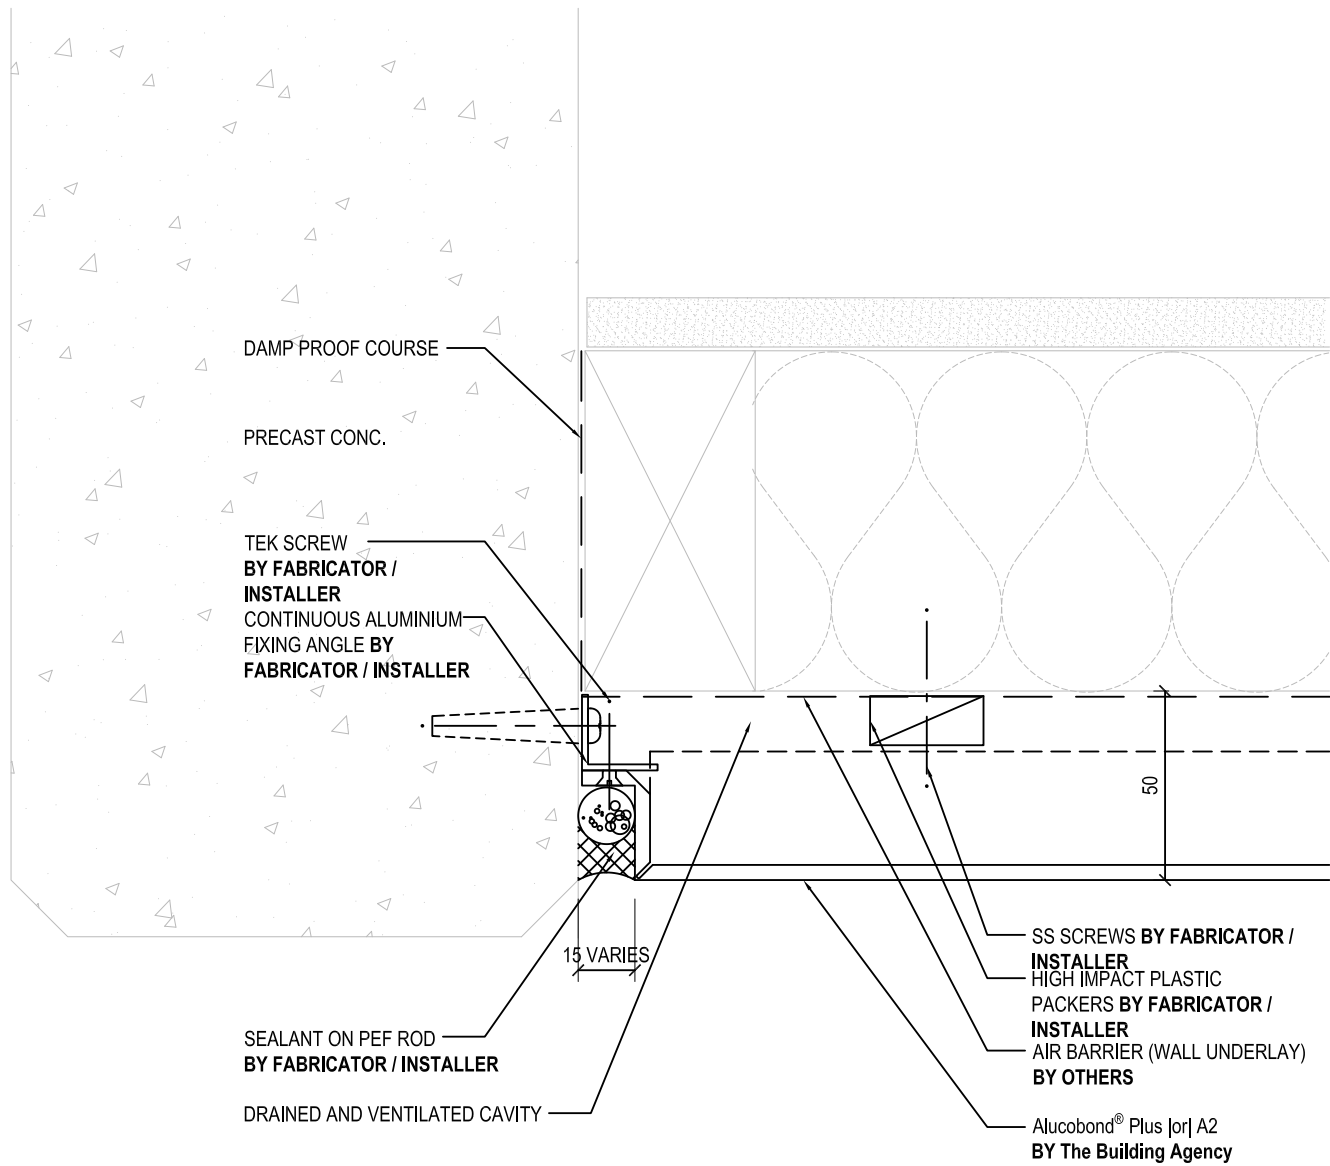 DAMP PROOF COURSE
PRECAST CONC.
TEK SCREW
BY FABRICATOR /
INSTALLER
CONTINUOUS ALUMINIUM
FIXING ANGLE BY
FABRICATOR / INSTALLER
50
15 VARIES
SEALANT ON PEF ROD
BY FABRICATOR / INSTALLER
DRAINED AND VENTILATED CAVITY
SS SCREWS BY FABRICATOR /
INSTALLER
HIGH IMPACT PLASTIC
PACKERS BY FABRICATOR /
INSTALLER
AIR BARRIER (WALL UNDERLAY)
BY OTHERS
Alucobond® Plus |or| A2
BY The Building Agency